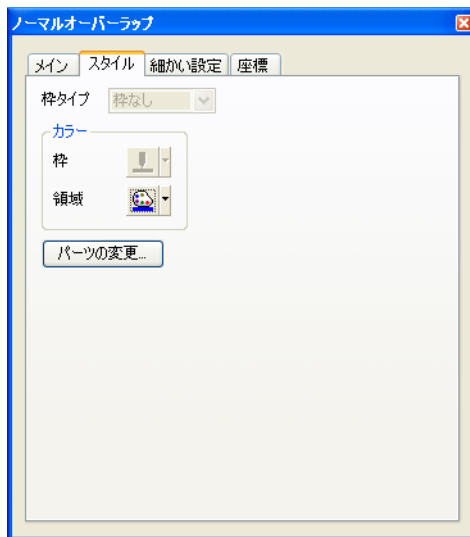 ノーマルオーバーラップ
メイン スタイル 細かい設定 座標
枠タイプ 枠なし
カラー
枠
領域
パーツの変更...